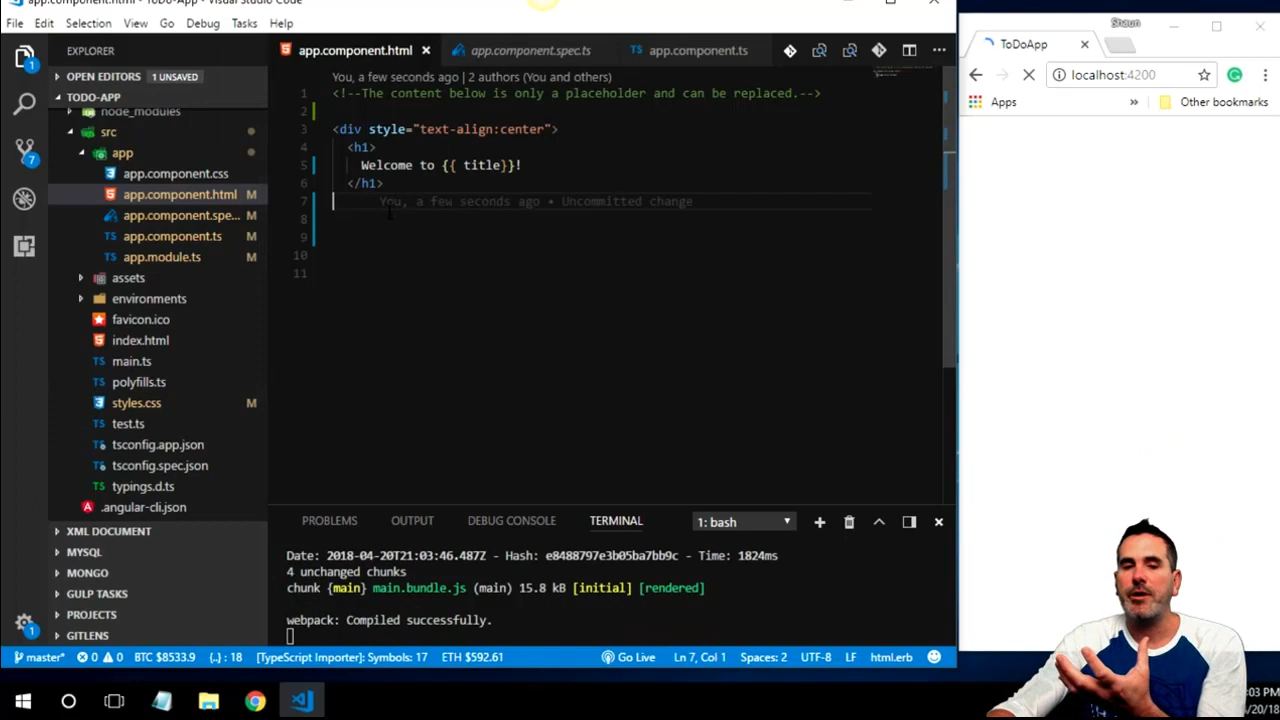 app.component.html - ToDo-App - Visual Studio Code
File Edit Selection View Go Debug Tasks Help
EXPLORER
OPEN EDITORS 1 UNSAVED
TODO-APP
node_modules
src
app
app.component.css
app.component.html M
app.component.spe... M
app.component.ts M
app.module.ts M
assets
environments
favicon.ico
index.html
main.ts
polyfills.ts
styles.css M
test.ts
tsconfig.app.json
tsconfig.spec.json
typings.d.ts
.angular-cli.json
XML DOCUMENT
MYSQL
MONGO
GULP TASKS
PROJECTS
GITLENS
app.component.html app.component.spec.ts TS app.component.ts
You, a few seconds ago | 2 authors (You and others)
1 <!--The content below is only a placeholder and can be replaced.-->
2
3 <div style="text-align:center">
4 <h1>
5 Welcome to {{ title}}!
6 </h1>
7 You, a few seconds ago • Uncommitted change
8
9
10
11
PROBLEMS OUTPUT DEBUG CONSOLE TERMINAL 1: bash
Date: 2018-04-20T21:03:46.487Z - Hash: e8488797e3b05ba7bb9c - Time: 1824ms
4 unchanged chunks
chunk {main} main.bundle.js (main) 15.8 kB [initial] [rendered]
webpack: Compiled successfully.
master* 0 0 BTC $8533.9 {..} : 18 [TypeScript Importer]: Symbols: 17 ETH $592.61 Go Live Ln 7, Col 1 Spaces: 2 UTF-8 LF html.erb
Shaun
ToDoApp
localhost:4200
Apps » Other bookmarks
:03 PM
/20/18